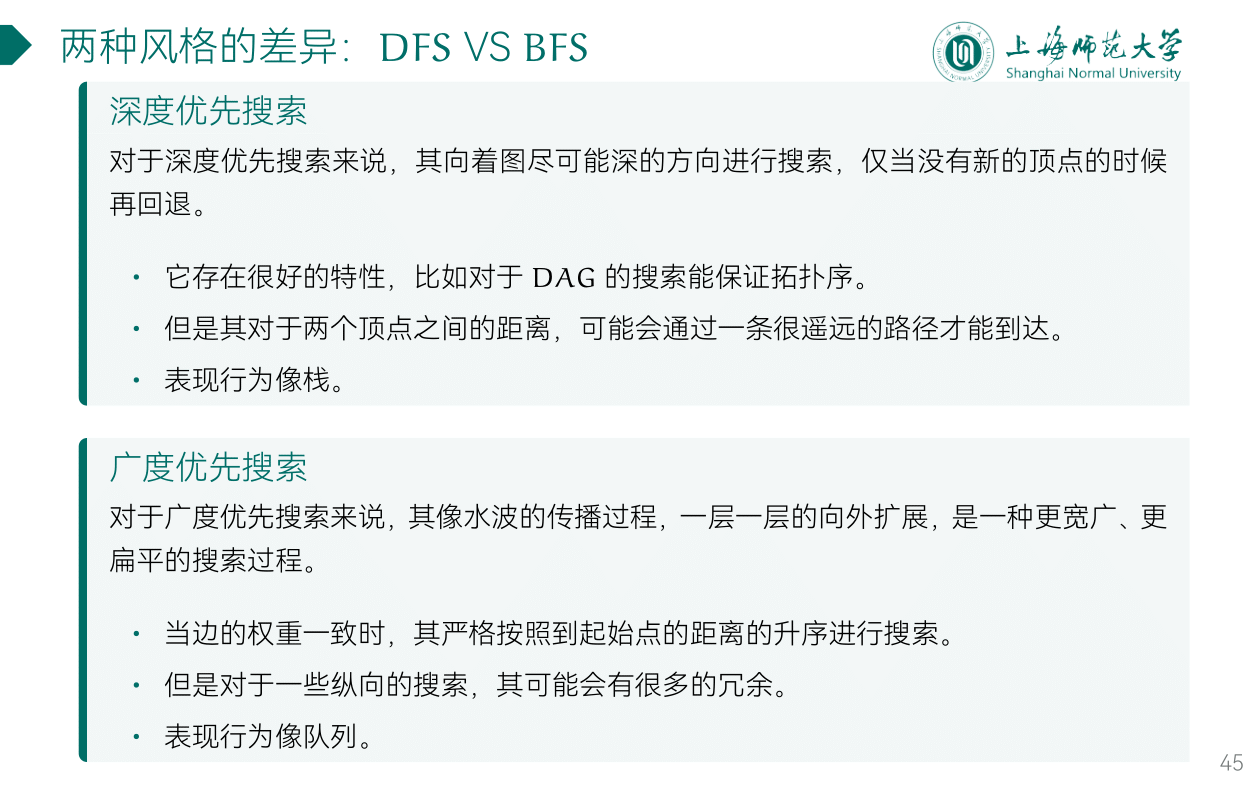 两种风格的差异：DFS VS BFS
上海师范大学
Shanghai Normal University
深度优先搜索
对于深度优先搜索来说，其向着图尽可能深的方向进行搜索，仅当没有新的顶点的时候
再回退。
• 它存在很好的特性，比如对于 DAG 的搜索能保证拓扑序。
• 但是其对于两个顶点之间的距离，可能会通过一条很遥远的路径才能到达。
• 表现行为像栈。
广度优先搜索
对于广度优先搜索来说，其像水波的传播过程，一层一层的向外扩展，是一种更宽广、更
扁平的搜索过程。
• 当边的权重一致时，其严格按照到起始点的距离的升序进行搜索。
• 但是对于一些纵向的搜索，其可能会有很多的冗余。
• 表现行为像队列。
45